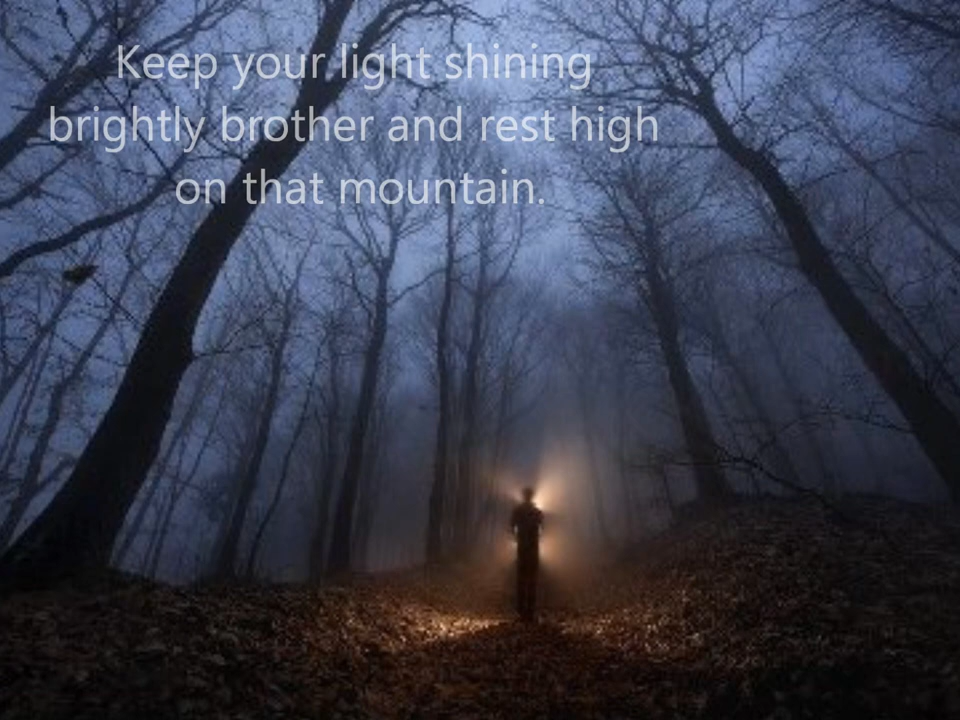 Keep your light shining
brightly brother and rest high
on that mountain.